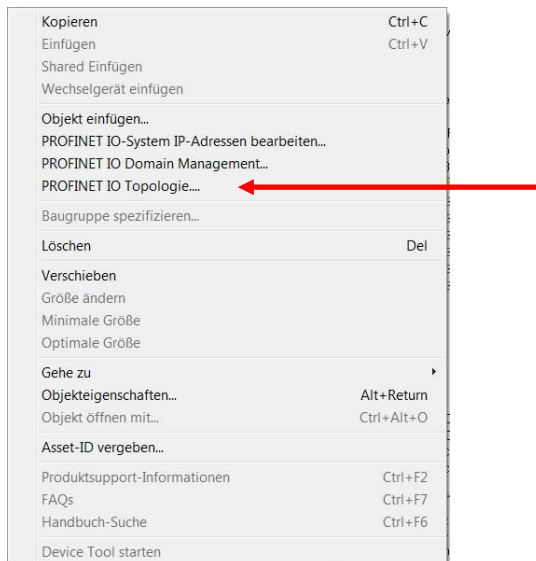 Kopieren Ctrl+C
Einfügen Ctrl+V
Shared Einfügen
Wechselgerät einfügen
Objekt einfügen...
PROFINET IO-System IP-Adressen bearbeiten...
PROFINET IO Domain Management...
PROFINET IO Topologie....
Baugruppe spezifizieren...
Löschen Del
Verschieben
Größe ändern
Minimale Größe
Optimale Größe
Gehe zu
Objekteigenschaften... Alt+Return
Objekt öffnen mit... Ctrl+Alt+O
Asset-ID vergeben...
Produktsupport-Informationen Ctrl+F2
FAQs Ctrl+F7
Handbuch-Suche Ctrl+F6
Device Tool starten